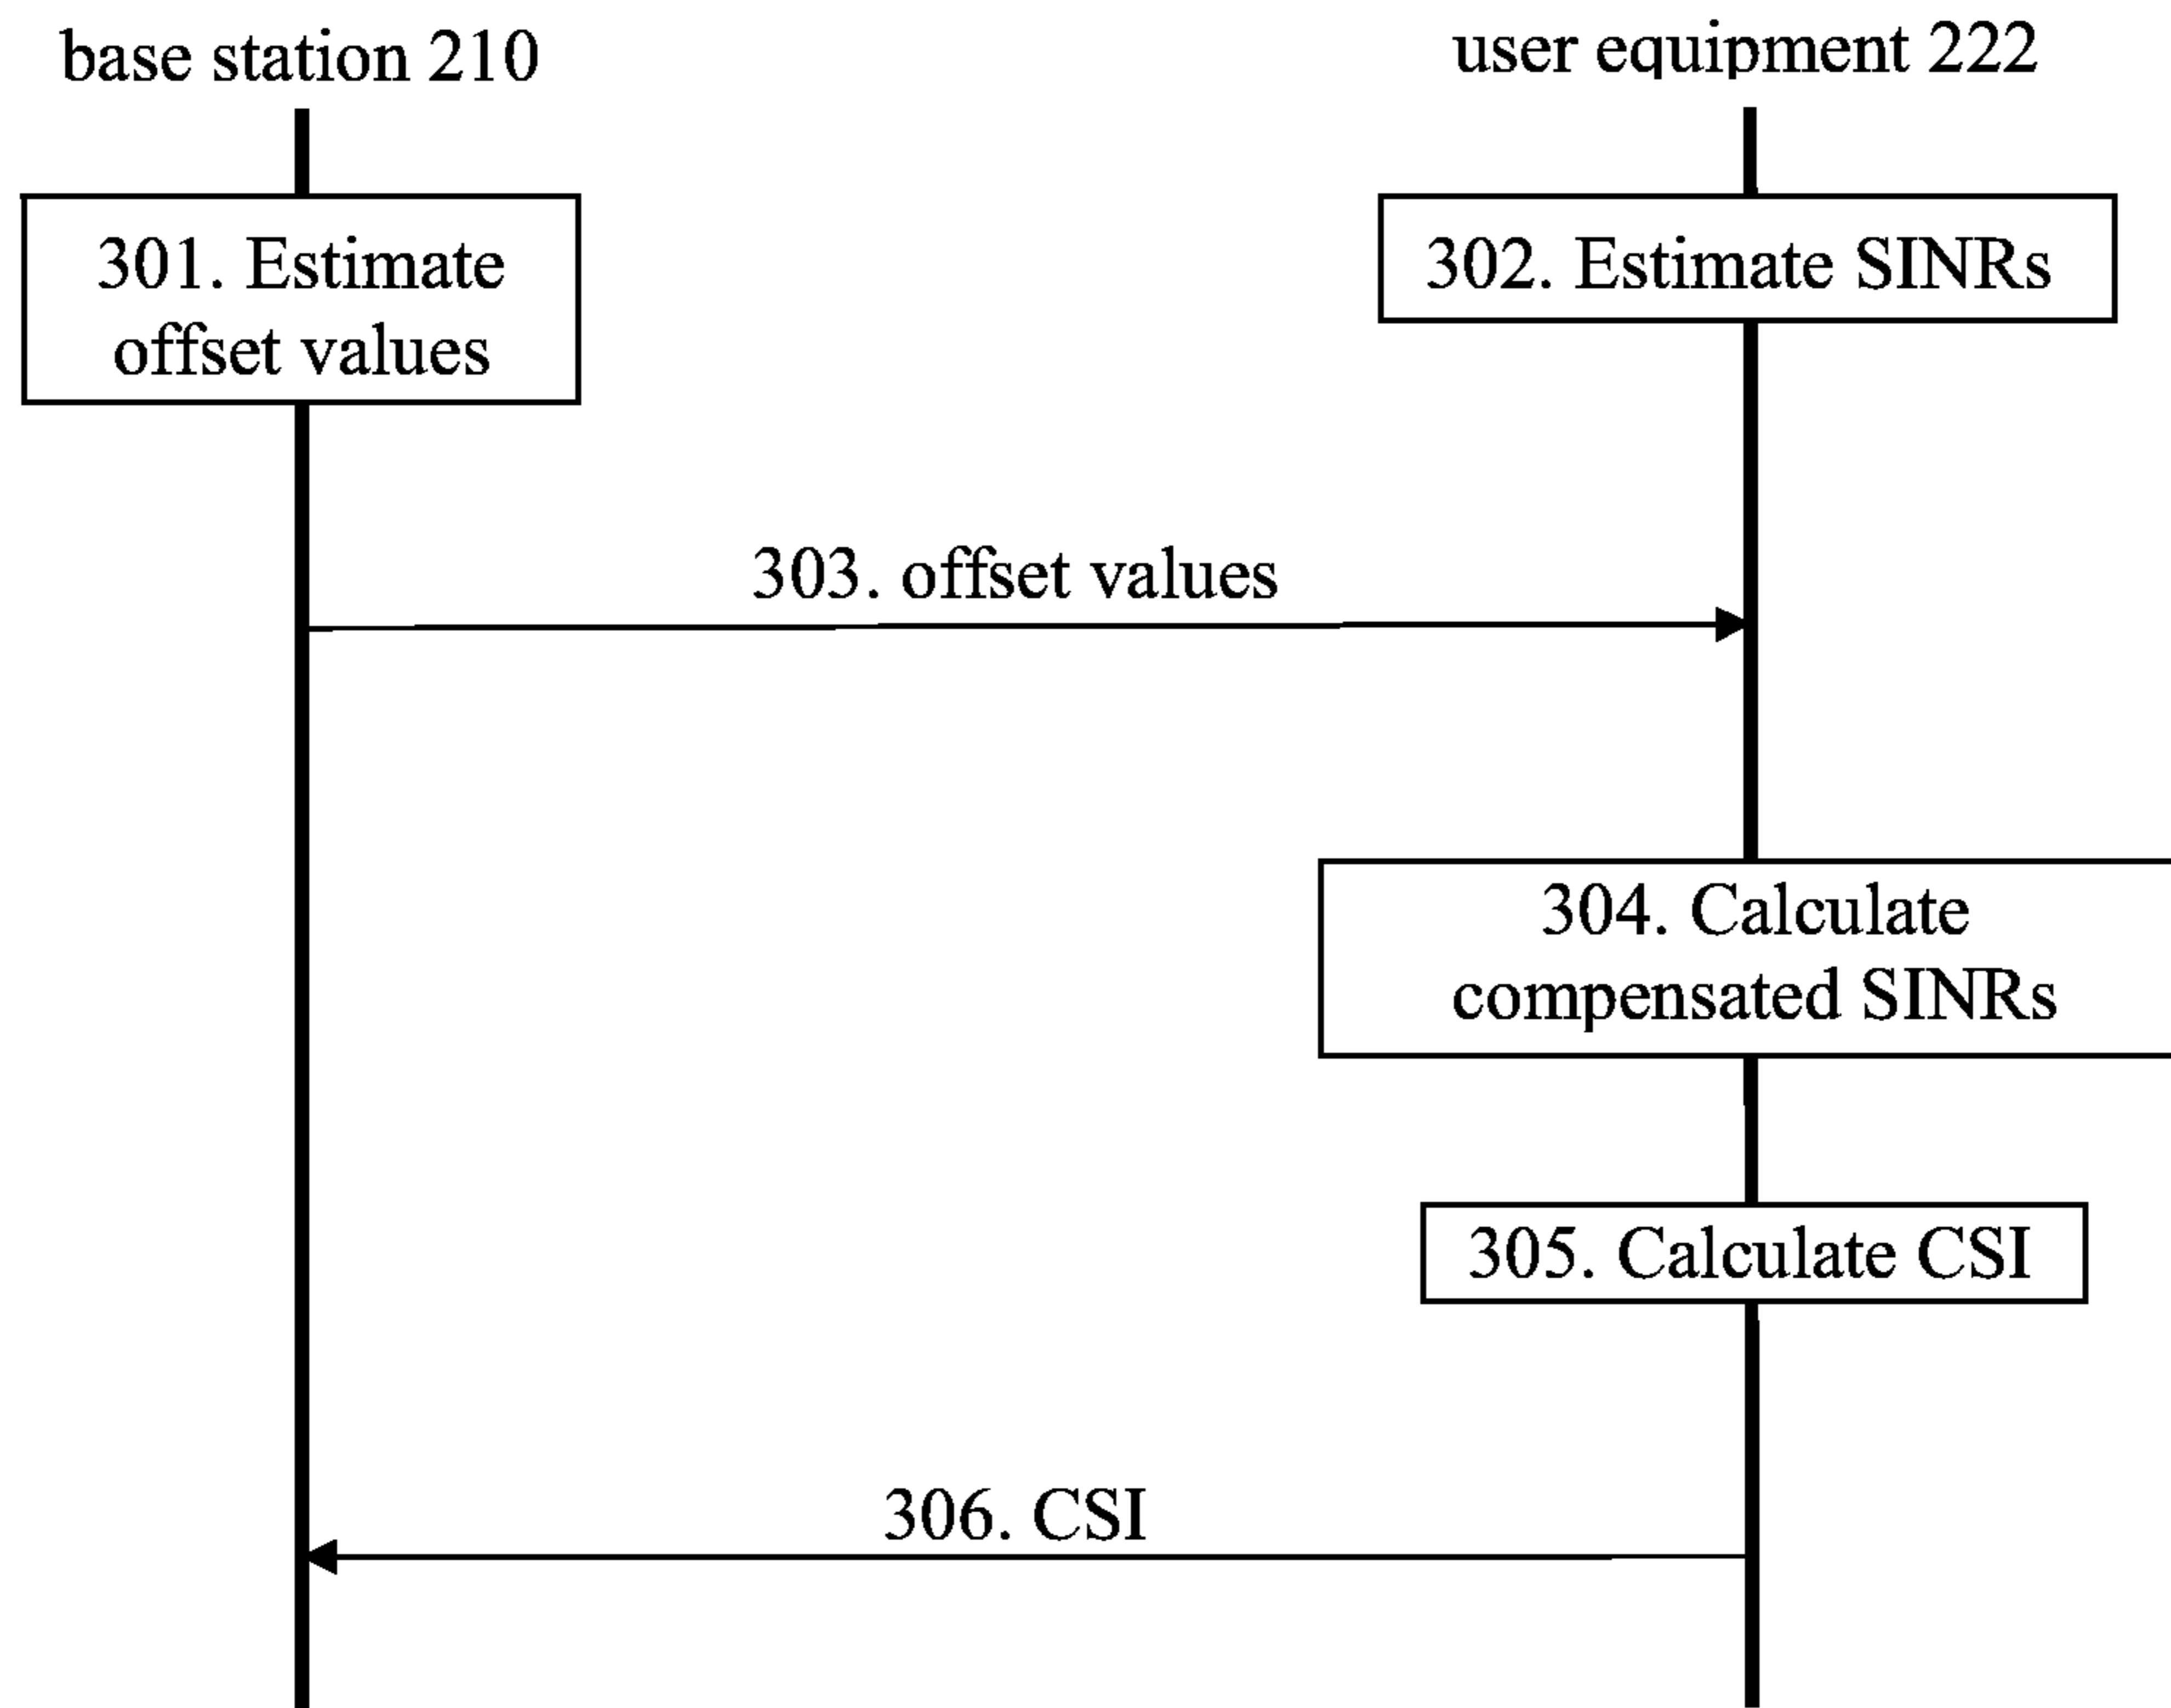 base station 210
user equipment 222
301. Estimate
offset values
302. Estimate SINRs
303. offset values
304. Calculate
compensated SINRs
305. Calculate CSI
306. CSI